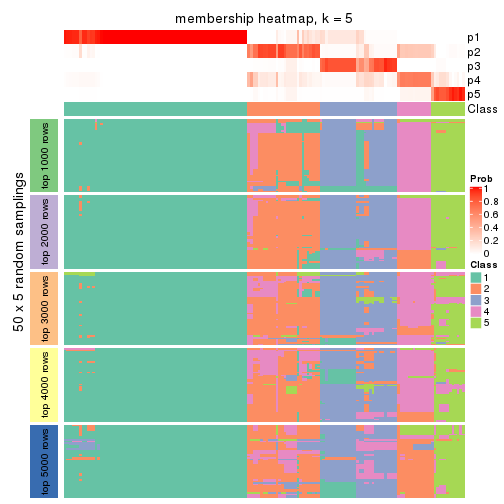 membership heatmap, k = 5
p1
p2
p3
p4
p5
Class
50 x 5 random samplings
top 1000 rows
top 2000 rows
top 3000 rows
top 4000 rows
top 5000 rows
Prob
1
0.8
0.6
0.4
0.2
0
Class
1
2
3
4
5